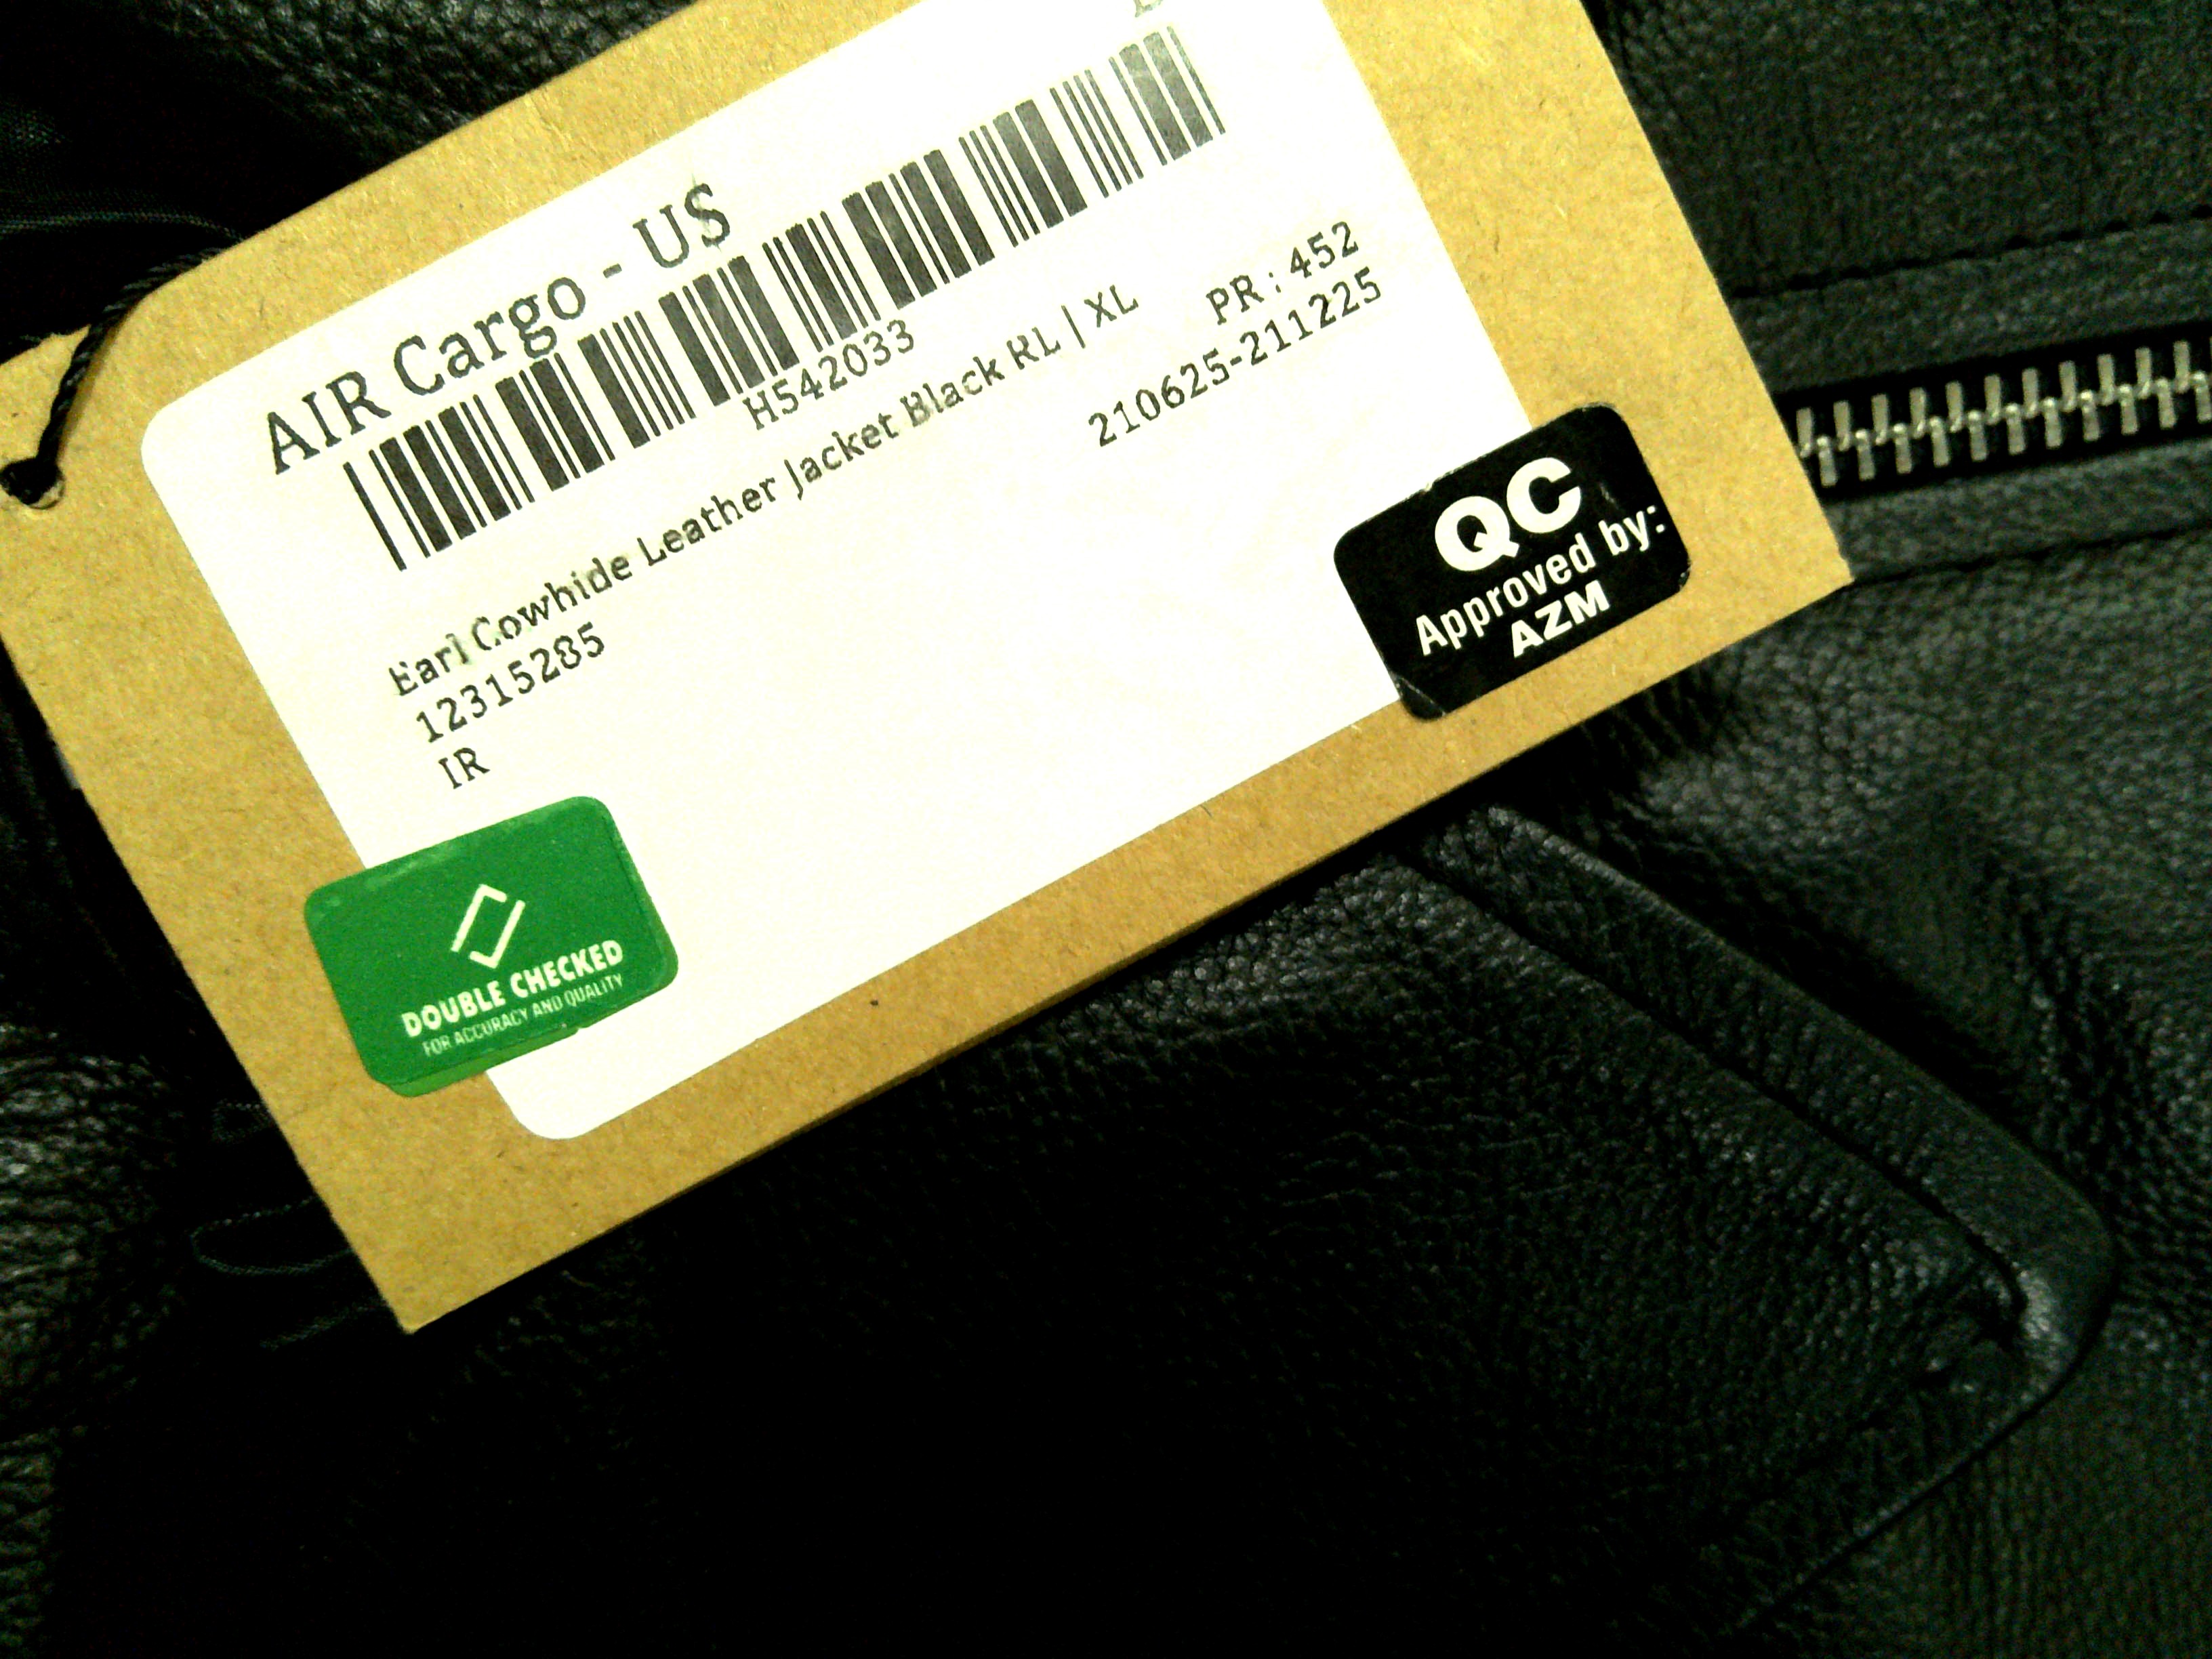 AIR Cargo - US
H542033
Earl Cowhide Leather Jacket Black RL | XL
12315285
PR : 452
IR
210625-211225
QC
Approved by:
AZM
DOUBLE CHECKED
FOR ACCURACY AND QUALITY